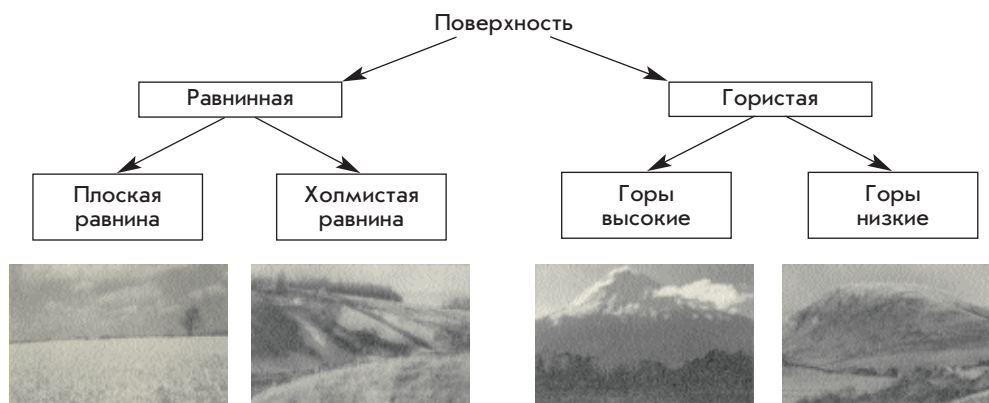 Поверхность
Равнинная
Гористая
Плоская
равнина
Холмистая
равнина
Горы
высокие
Горы
низкие